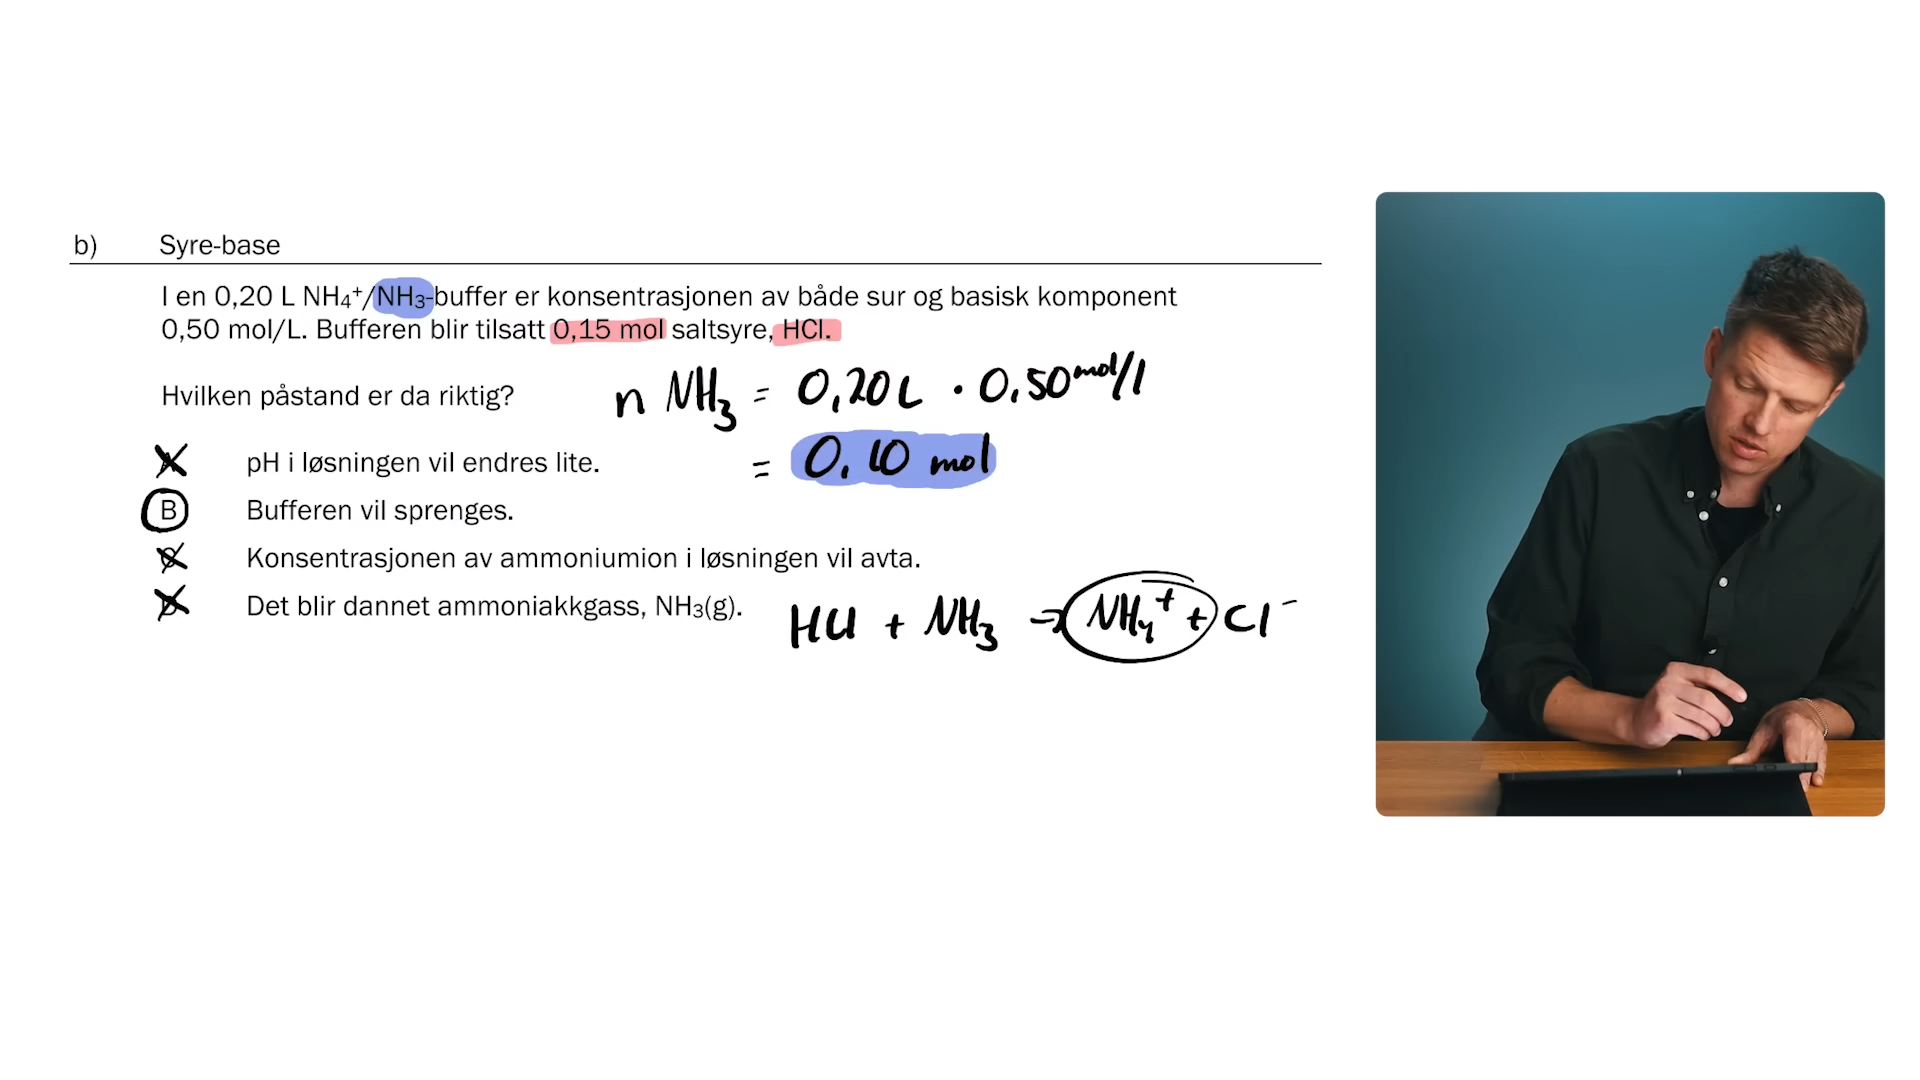 b) Syre-base
I en 0,20 L NH₄⁺/NH₃-buffer er konsentrasjonen av både sur og basisk komponent
0,50 mol/L. Bufferen blir tilsatt 0,15 mol saltsyre, HCl.
Hvilken påstand er da riktig?
n NH₃ = 0,20 L · 0,50 mol/l
= 0,10 mol
A pH i løsningen vil endres lite.
B Bufferen vil sprenges.
C Konsentrasjonen av ammoniumion i løsningen vil avta.
D Det blir dannet ammoniakkgass, NH₃(g).
HCl + NH₃ → NH₄⁺ + Cl⁻